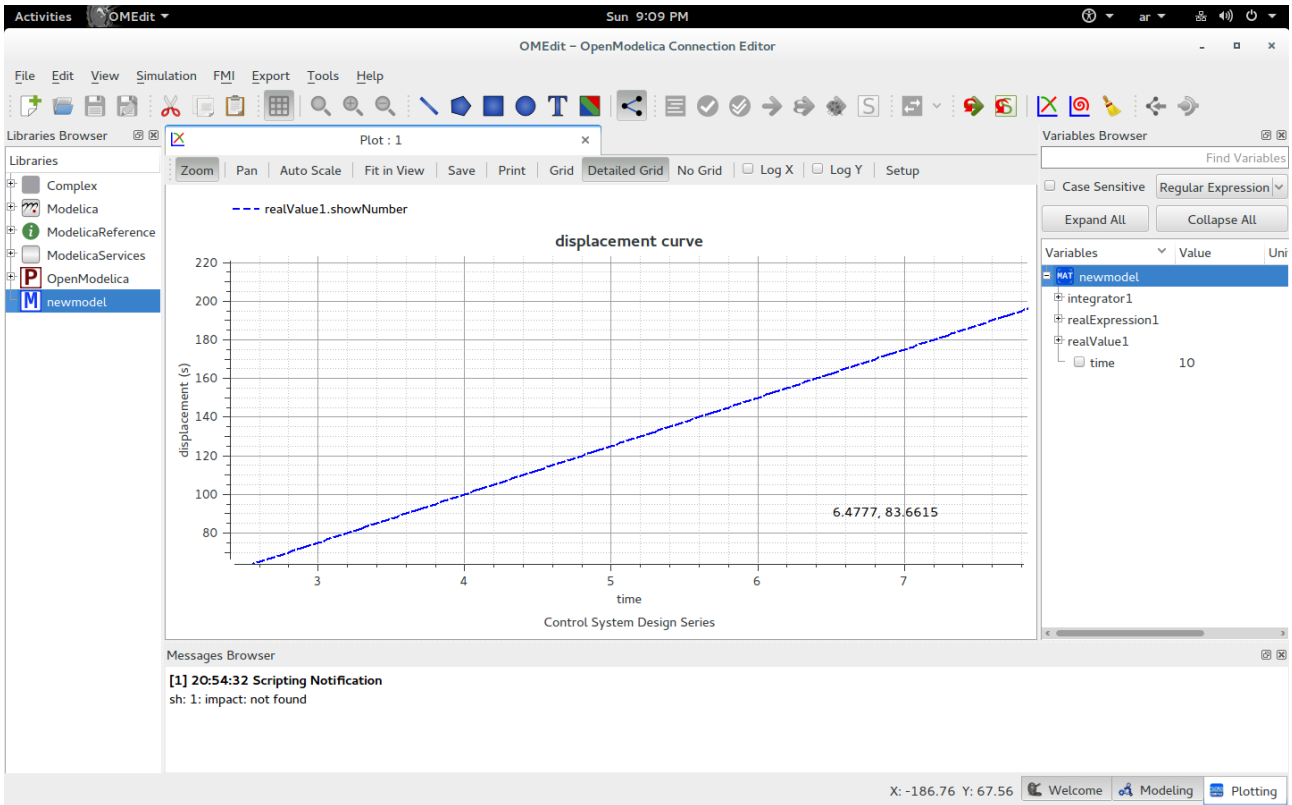 Activities OMEdit Sun 9:09 PM ar
OMEdit – OpenModelica Connection Editor
File Edit View Simulation FMI Export Tools Help
T S S
Libraries Browser
Libraries
Complex
Modelica
ModelicaReference
ModelicaServices
P OpenModelica
M newmodel
Plot : 1
Zoom Pan Auto Scale Fit in View Save Print Grid Detailed Grid No Grid Log X Log Y Setup
realValue1.showNumber
displacement curve
displacement (s)
220
200
180
160
140
120
100
80
6.4777, 83.6615
3 4 5 6 7
time
Control System Design Series
Variables Browser
Find Variables
Case Sensitive Regular Expression
Expand All Collapse All
Variables Value Uni
MAT newmodel
integrator1
realExpression1
realValue1
time 10
Messages Browser
[1] 20:54:32 Scripting Notification
sh: 1: impact: not found
X: -186.76 Y: 67.56 Welcome Modeling Plotting